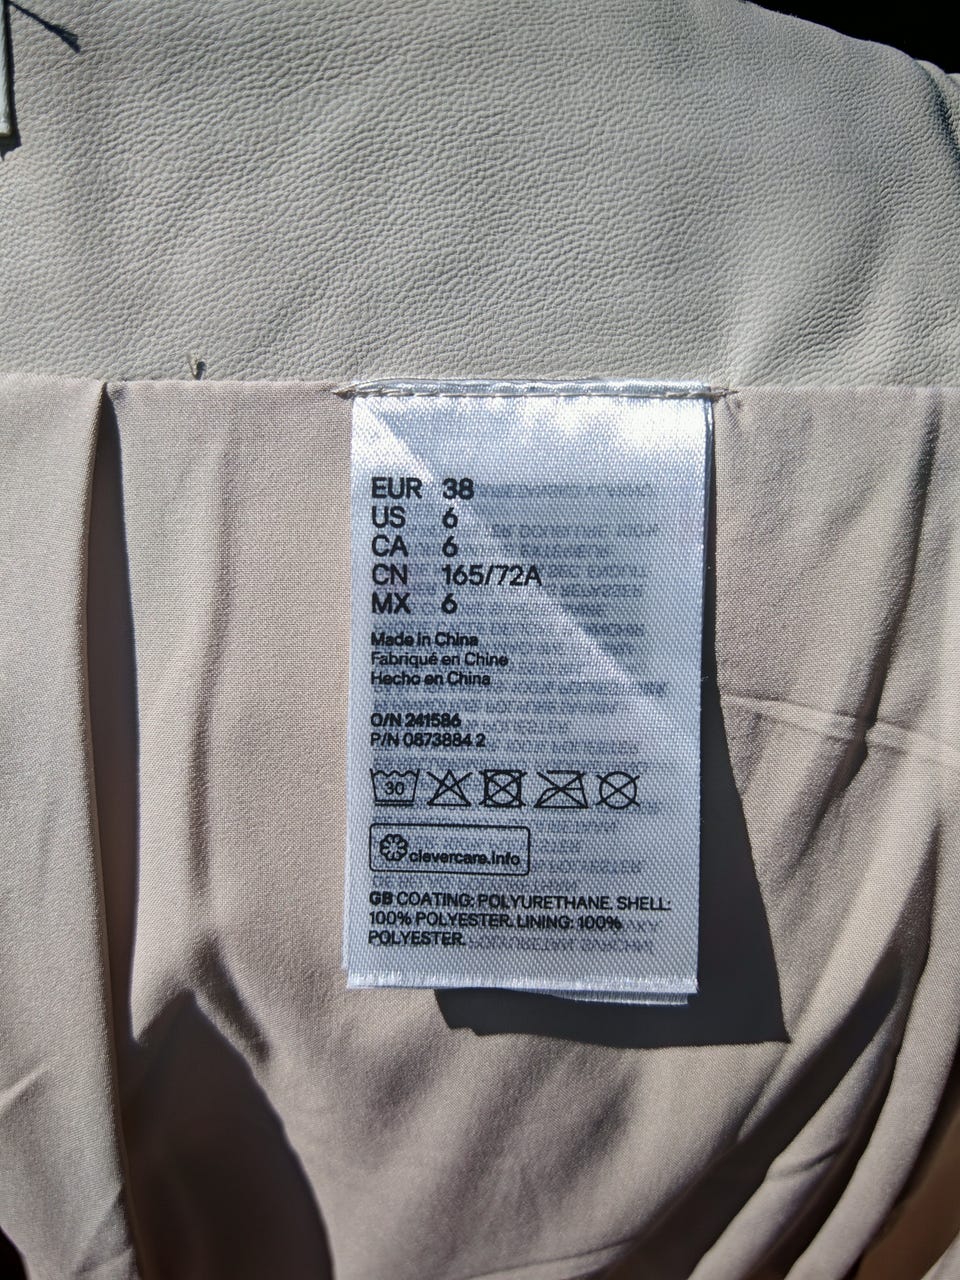 EUR 38
US 6
CA 6
CN 165/72A
MX 6
Made in China
Fabriqué en Chine
Hecho en China
O/N 241586
P/N 0873884 2
30
clevercare.info
GB COATING: POLYURETHANE. SHELL:
100% POLYESTER. LINING: 100%
POLYESTER.